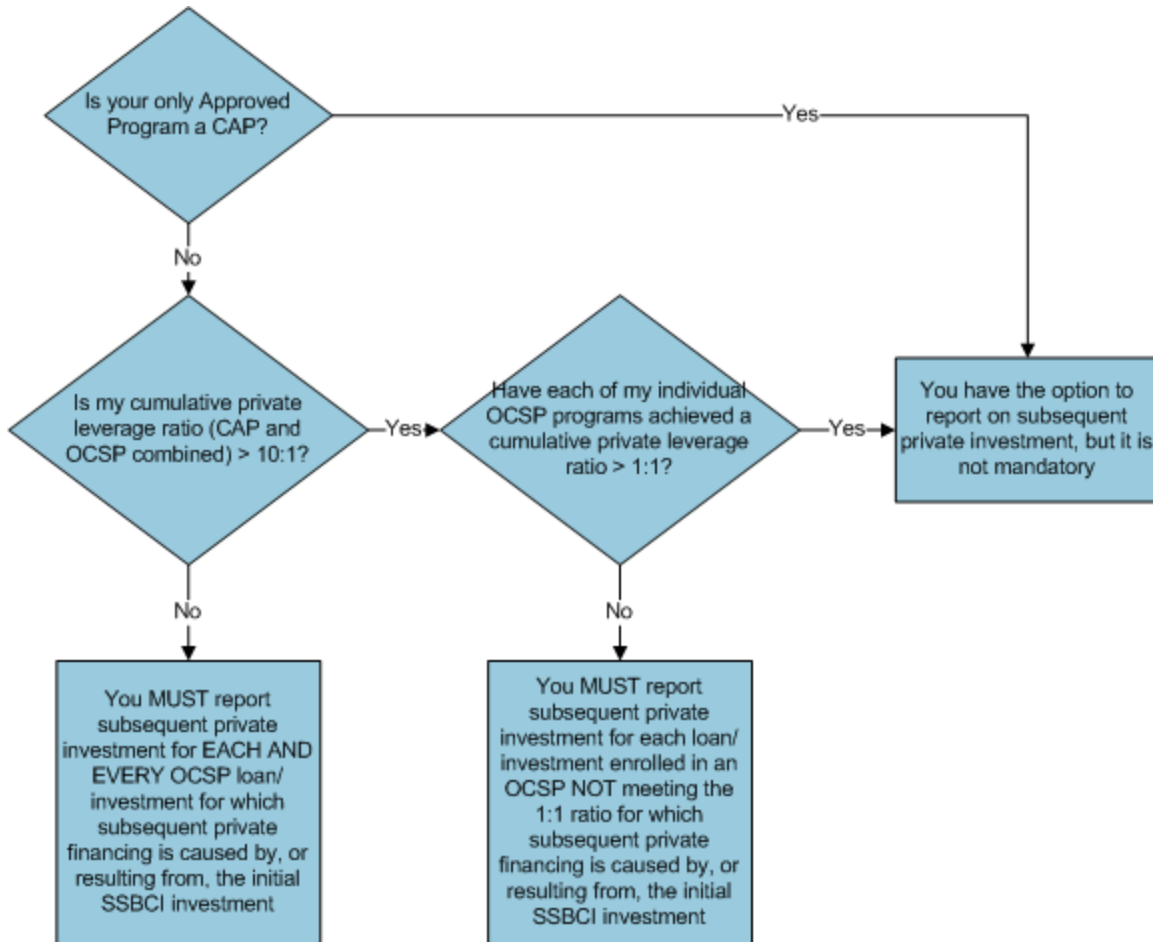 Is your only Approved
Program a CAP?
Yes
No
Is my cumulative private
leverage ratio (CAP and
OCSP combined) > 10:1?
Yes
Have each of my individual
OCSP programs achieved a
cumulative private leverage
ratio > 1:1?
Yes
You have the option to
report on subsequent
private investment, but it is
not mandatory
No
No
You MUST report
subsequent private
investment for EACH AND
EVERY OCSP loan/
investment for which
subsequent private
financing is caused by, or
resulting from, the initial
SSBCI investment
You MUST report
subsequent private
investment for each loan/
investment enrolled in an
OCSP NOT meeting the
1:1 ratio for which
subsequent private
financing is caused by, or
resulting from, the initial
SSBCI investment